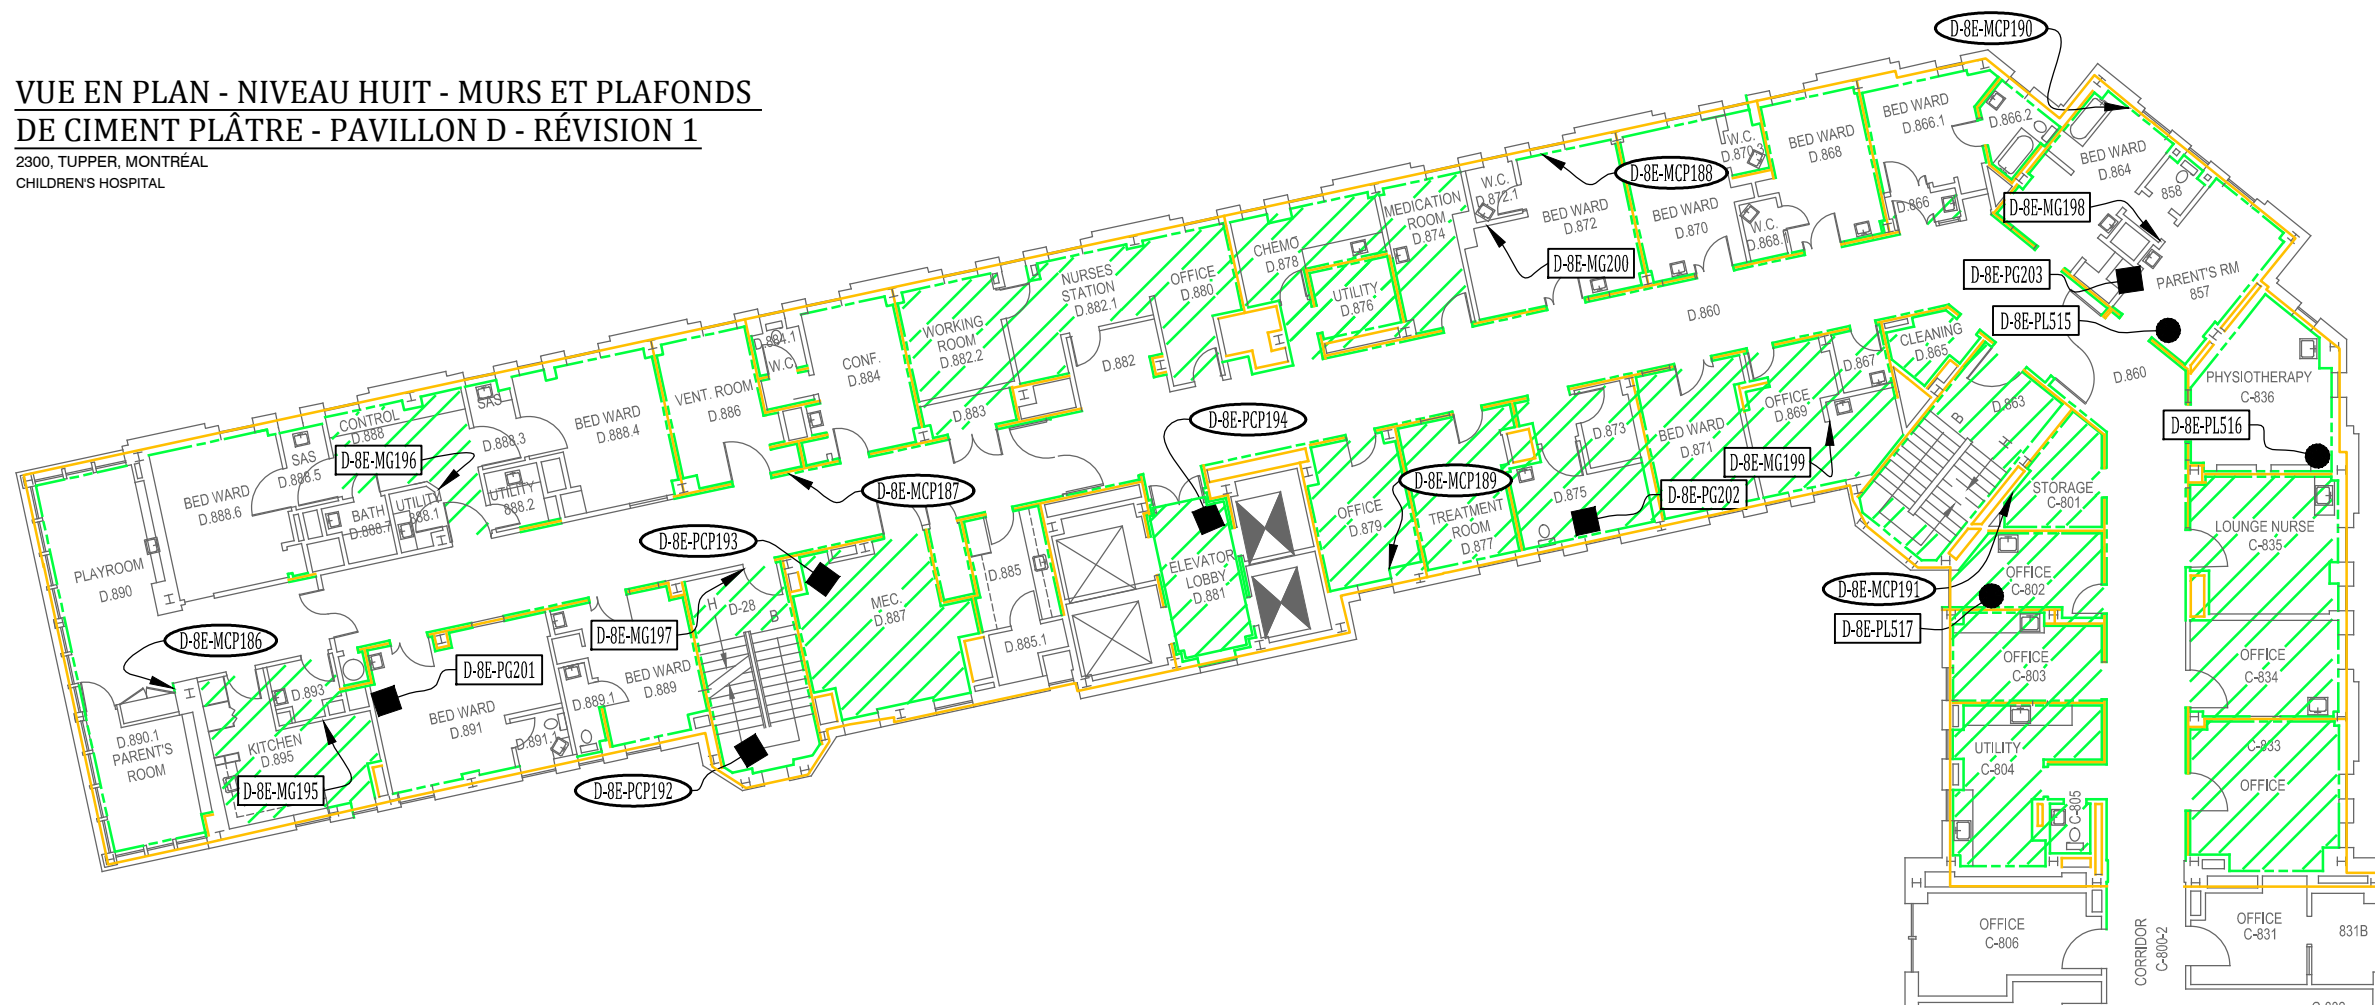 VUE EN PLAN - NIVEAU HUIT - MURS ET PLAFONDS
DE CIMENT PLÂTRE - PAVILLON D - RÉVISION 1
2300, TUPPER, MONTRÉAL
CHILDREN'S HOSPITAL
D-8E-MCP190
BED WARD
D.866.1
D.866.2
BED WARD
D.864
858
W.C.
D.870.3
BED WARD
D.868
D-8E-MCP188
W.C.
D.872.1
BED WARD
D.872
BED WARD
D.870
W.C.
D.868.1
D.866
D-8E-MG198
MEDICATION
ROOM
D.874
D-8E-MG200
CHEMO
D.878
UTILITY
D.876
OFFICE
D.880
NURSES
STATION
D.882.1
WORKING
ROOM
D.882.2
D.882
D.883
D-8E-PG203
PARENT'S RM
857
D-8E-PL515
D.860
D.860
CLEANING
D.865
D.867
D.863
B
PHYSIOTHERAPY
C-836
D-8E-PL516
D.884.1
W.C.
CONF.
D.884
VENT. ROOM
D.886
BED WARD
D.888.4
SAS
D.888.3
CONTROL
D.888
SAS
D.888.5
D-8E-MG196
BED WARD
D.888.6
BATH
D.888.7
UTILITY
888.1
UTILITY
888.2
D-8E-PCP194
D-8E-MCP187
D-8E-MCP189
OFFICE
D.869
BED WARD
D.871
D.873
D-8E-MG199
D-8E-PG202
D.875
TREATMENT
ROOM
D.877
OFFICE
D.879
STORAGE
C-801
LOUNGE NURSE
C-835
D-8E-PCP193
ELEVATOR
LOBBY
D.881
D.885
D.885.1
MEC.
D.887
PLAYROOM
D.890
D-8E-MG197
H
D-28
B
OFFICE
C-802
D-8E-MCP191
D-8E-PL517
D-8E-MCP186
D-8E-PG201
BED WARD
D.889
D.889.1
OFFICE
C-803
OFFICE
C-834
D.893
BED WARD
D.891
D.891.1
D.890.1
PARENT'S
ROOM
KITCHEN
D.895
D-8E-MG195
D-8E-PCP192
UTILITY
C-804
C-805
C-833
OFFICE
OFFICE
C-806
CORRIDOR
C-800-2
OFFICE
C-831
831B